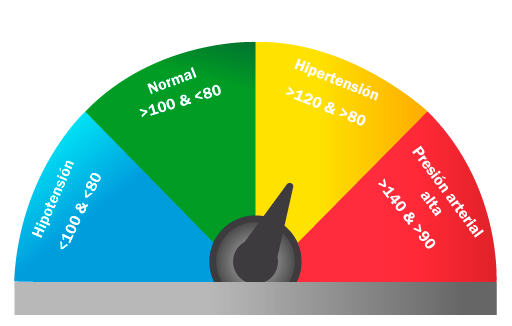 Hipotensión
<100 & <80
Normal
>100 & <80
Hipertensión
>120 & >80
Presión arterial
alta
>140 & >90